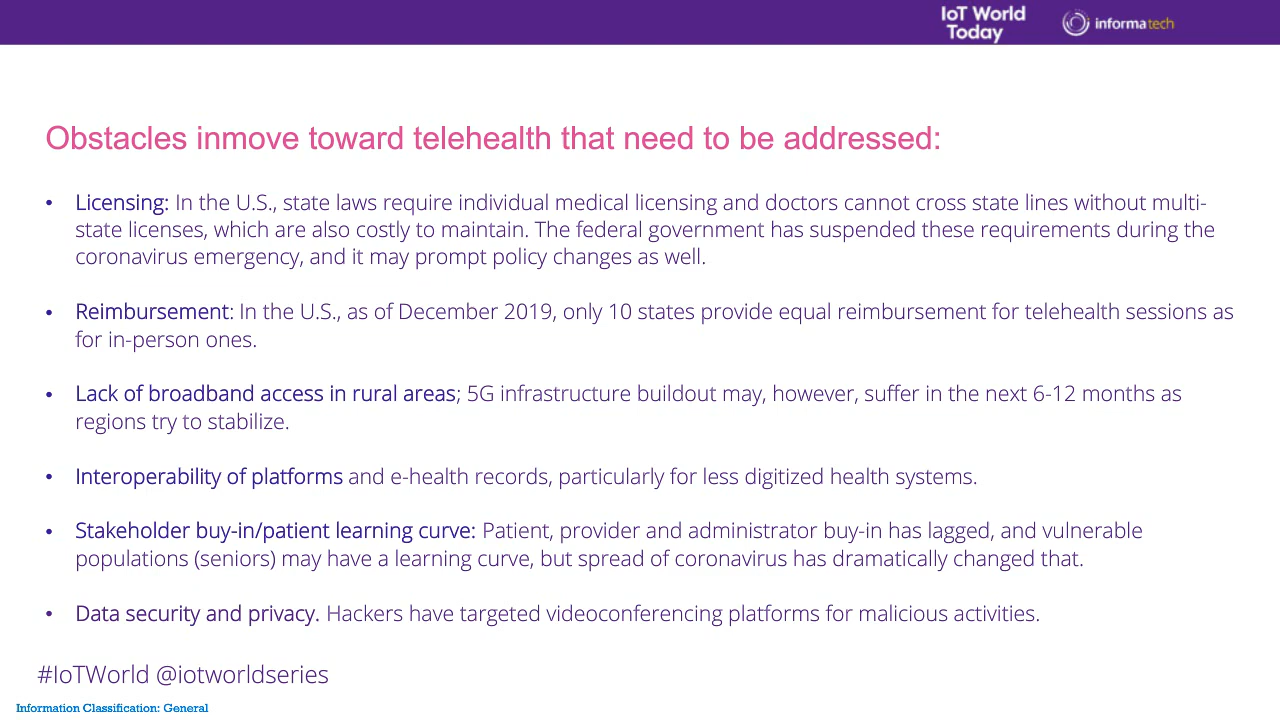 IoT World
Today
informa tech
Obstacles inmove toward telehealth that need to be addressed:
• Licensing: In the U.S., state laws require individual medical licensing and doctors cannot cross state lines without multi-
state licenses, which are also costly to maintain. The federal government has suspended these requirements during the
coronavirus emergency, and it may prompt policy changes as well.
• Reimbursement: In the U.S., as of December 2019, only 10 states provide equal reimbursement for telehealth sessions as
for in-person ones.
• Lack of broadband access in rural areas; 5G infrastructure buildout may, however, suffer in the next 6-12 months as
regions try to stabilize.
• Interoperability of platforms and e-health records, particularly for less digitized health systems.
• Stakeholder buy-in/patient learning curve: Patient, provider and administrator buy-in has lagged, and vulnerable
populations (seniors) may have a learning curve, but spread of coronavirus has dramatically changed that.
• Data security and privacy. Hackers have targeted videoconferencing platforms for malicious activities.
#IoTWorld @iotworldseries
Information Classification: General